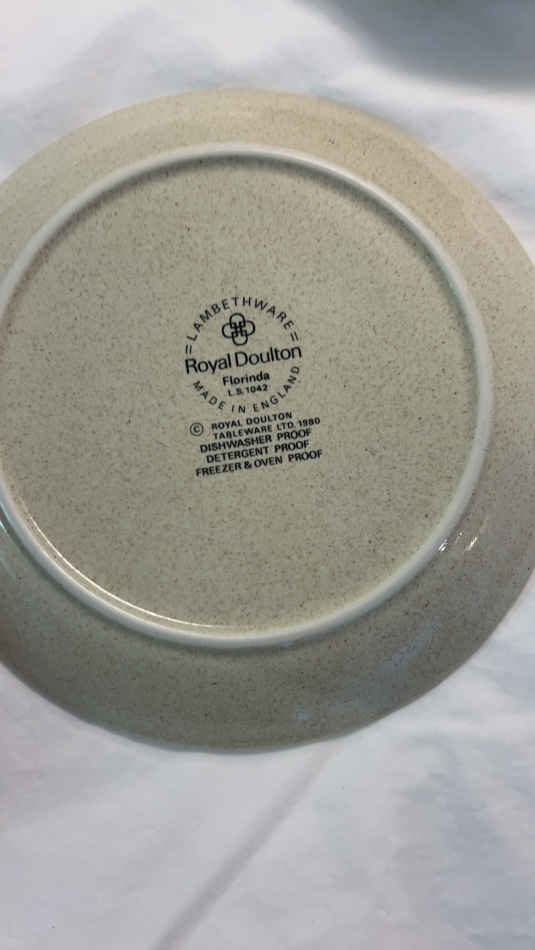 LAMBETHWARE
Royal Doulton
Florinda
L.S.1042
MADE IN ENGLAND
© ROYAL DOULTON
TABLEWARE LTD. 1980
DISHWASHER PROOF
DETERGENT PROOF
FREEZER & OVEN PROOF